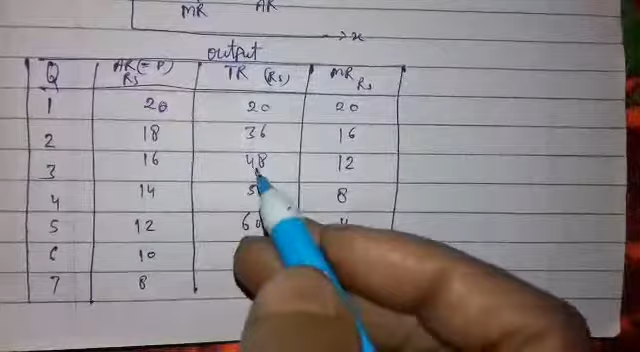 MR AR
x
output
Q AR(=P) Rs TR (Rs) MR Rs
1 20 20 20
2 18 36 16
3 16 48 12
4 14 8
5 12 60
6 10
7 8